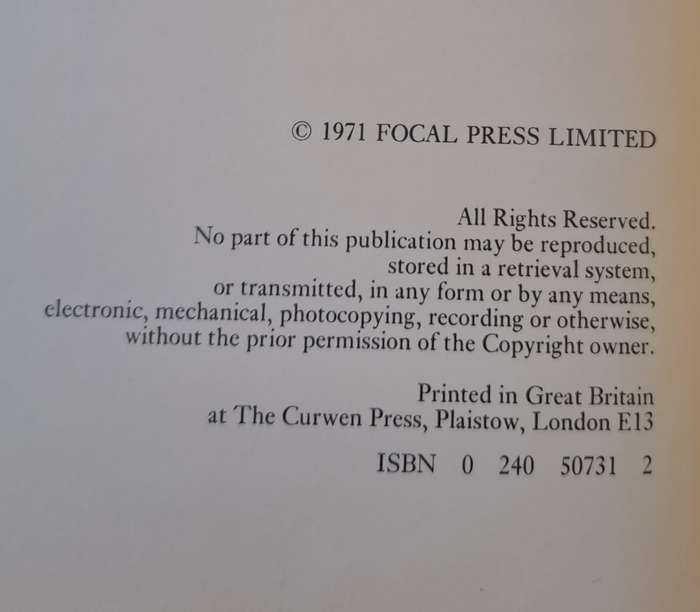 © 1971 FOCAL PRESS LIMITED
All Rights Reserved.
No part of this publication may be reproduced,
stored in a retrieval system,
or transmitted, in any form or by any means,
electronic, mechanical, photocopying, recording or otherwise,
without the prior permission of the Copyright owner.
Printed in Great Britain
at The Curwen Press, Plaistow, London E13
ISBN 0 240 50731 2